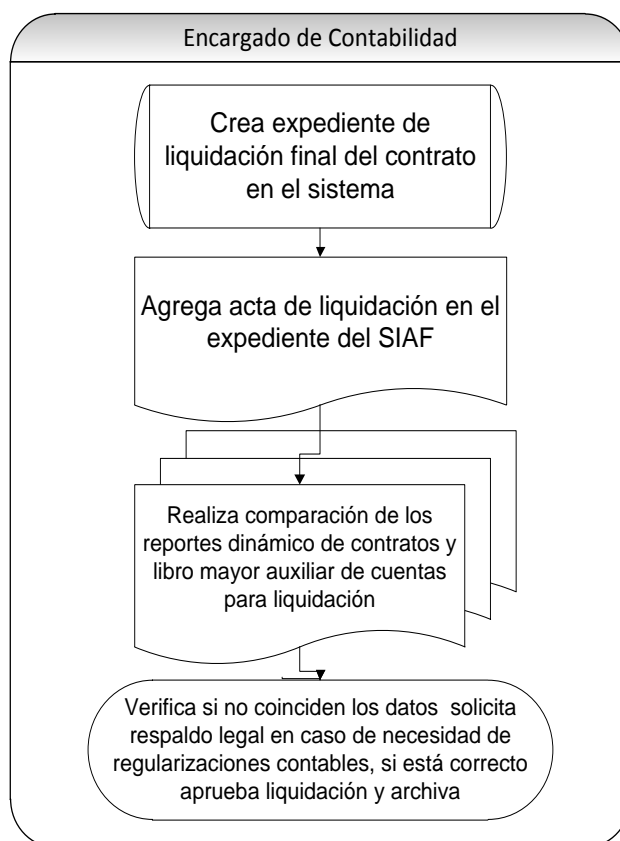 Encargado de Contabilidad
Crea expediente de
liquidación final del contrato
en el sistema
Agrega acta de liquidación en el
expediente del SIAF
Realiza comparación de los
reportes dinámico de contratos y
libro mayor auxiliar de cuentas
para liquidación
Verifica si no coinciden los datos solicita
respaldo legal en caso de necesidad de
regularizaciones contables, si está correcto
aprueba liquidación y archiva